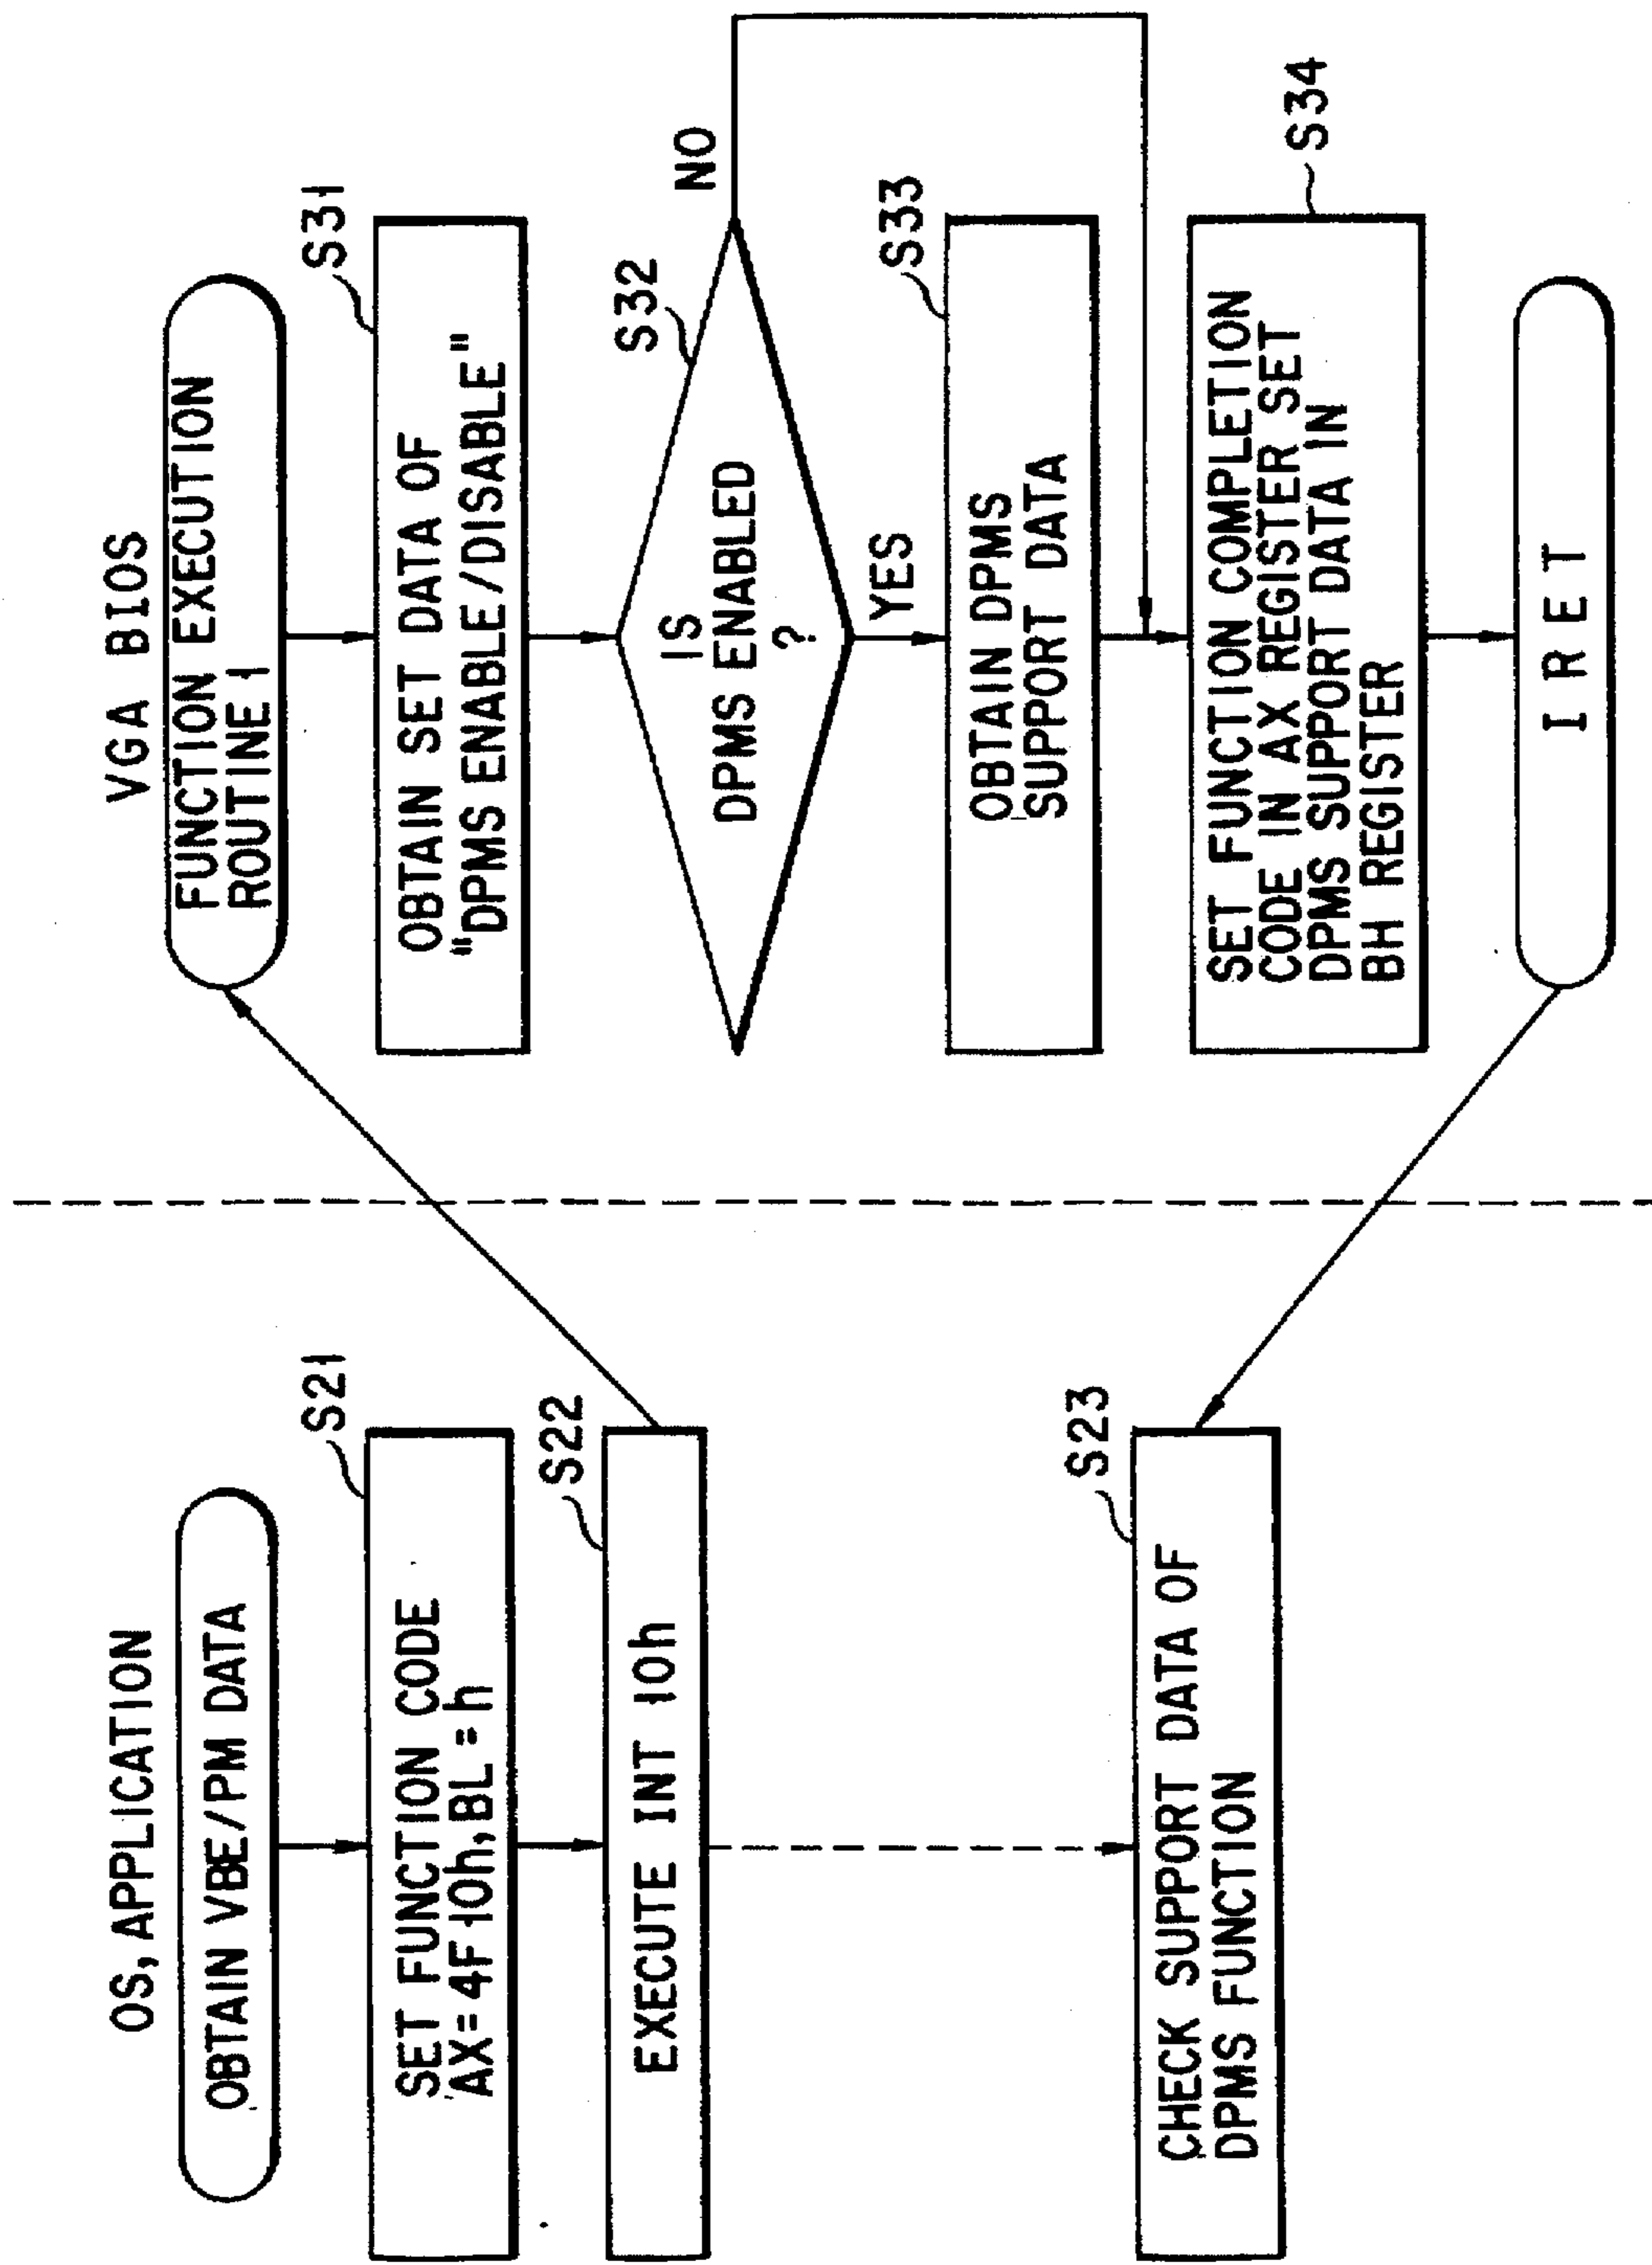 OS, APPLICATION
OBTAIN VBE/PM DATA
S21
SET FUNCTION CODE
AX=4F10h, BL=h
S22
EXECUTE INT 10h
S23
CHECK SUPPORT DATA OF
DPMS FUNCTION
VGA BIOS
FUNCTION EXECUTION
ROUTINE 1
S31
OBTAIN SET DATA OF
"DPMS ENABLE/DISABLE"
S32
IS
DPMS ENABLED
?
NO
YES
S33
OBTAIN DPMS
SUPPORT DATA
S34
SET FUNCTION COMPLETION
CODE IN AX REGISTER SET
DPMS SUPPORT DATA IN
BH REGISTER
IRET